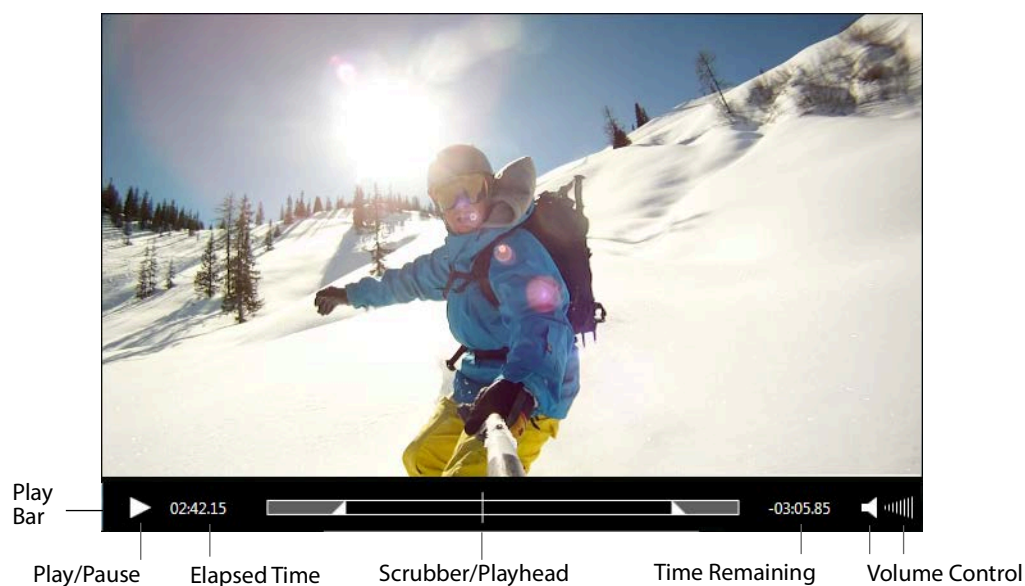 02:42.15
-03:05.85
Play
Bar
Play/Pause
Elapsed Time
Scrubber/Playhead
Time Remaining
Volume Control